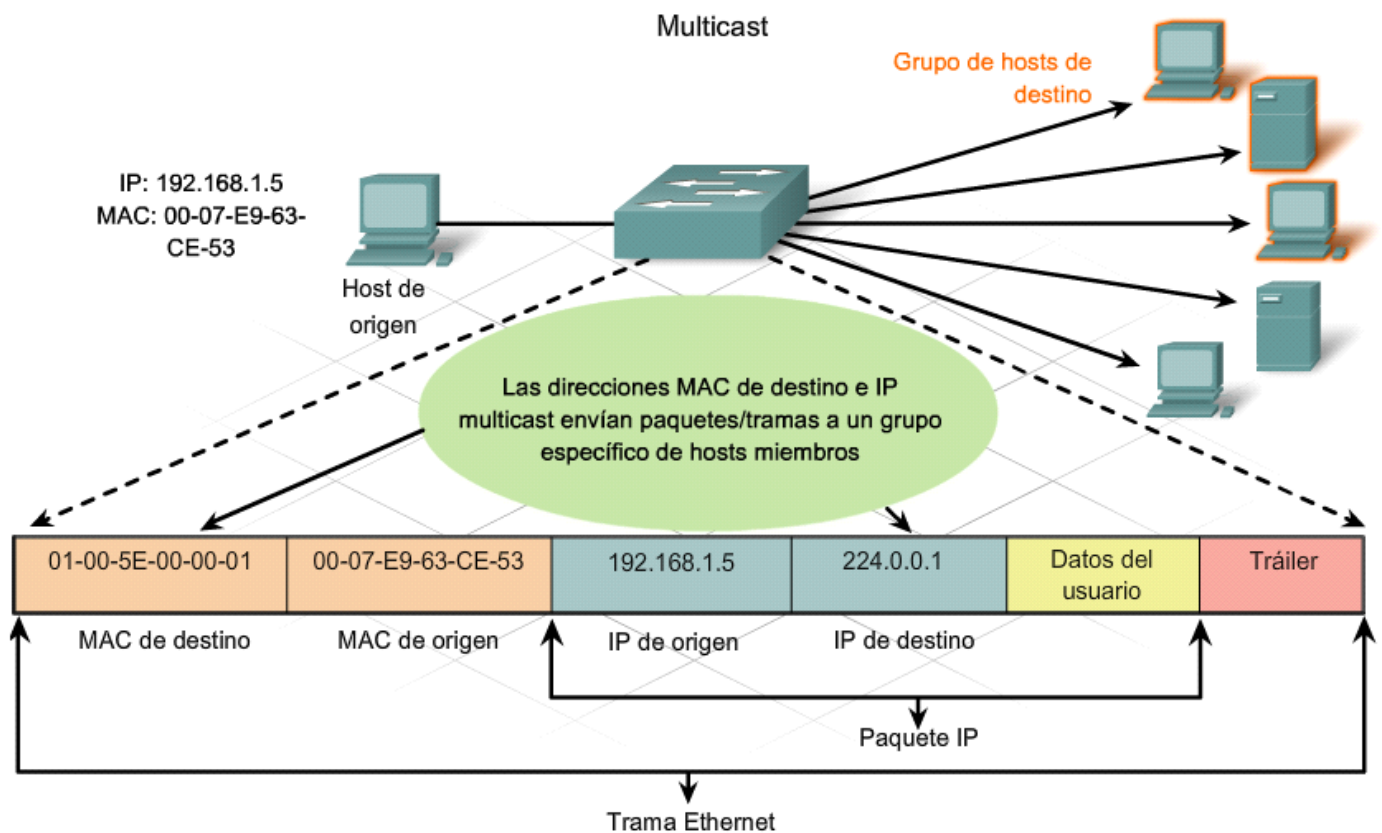 Multicast
Grupo de hosts de
destino
IP: 192.168.1.5
MAC: 00-07-E9-63-
CE-53
Host de
origen
Las direcciones MAC de destino e IP
multicast envían paquetes/tramas a un grupo
específico de hosts miembros
01-00-5E-00-00-01
00-07-E9-63-CE-53
192.168.1.5
224.0.0.1
Datos del
usuario
Tráiler
MAC de destino
MAC de origen
IP de origen
IP de destino
Paquete IP
Trama Ethernet